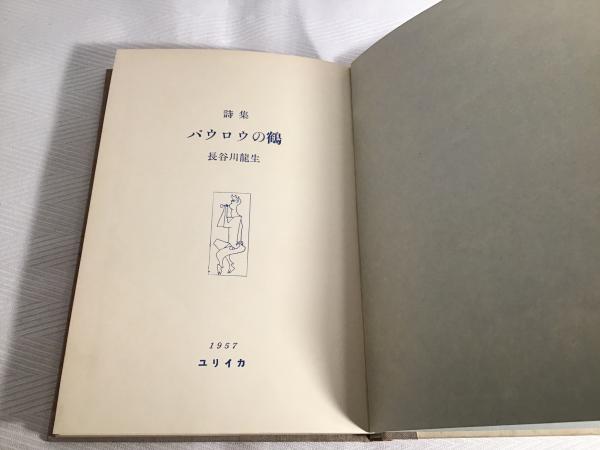 詩集
パウロウの鶴
長谷川龍生
1957
ユリイカ